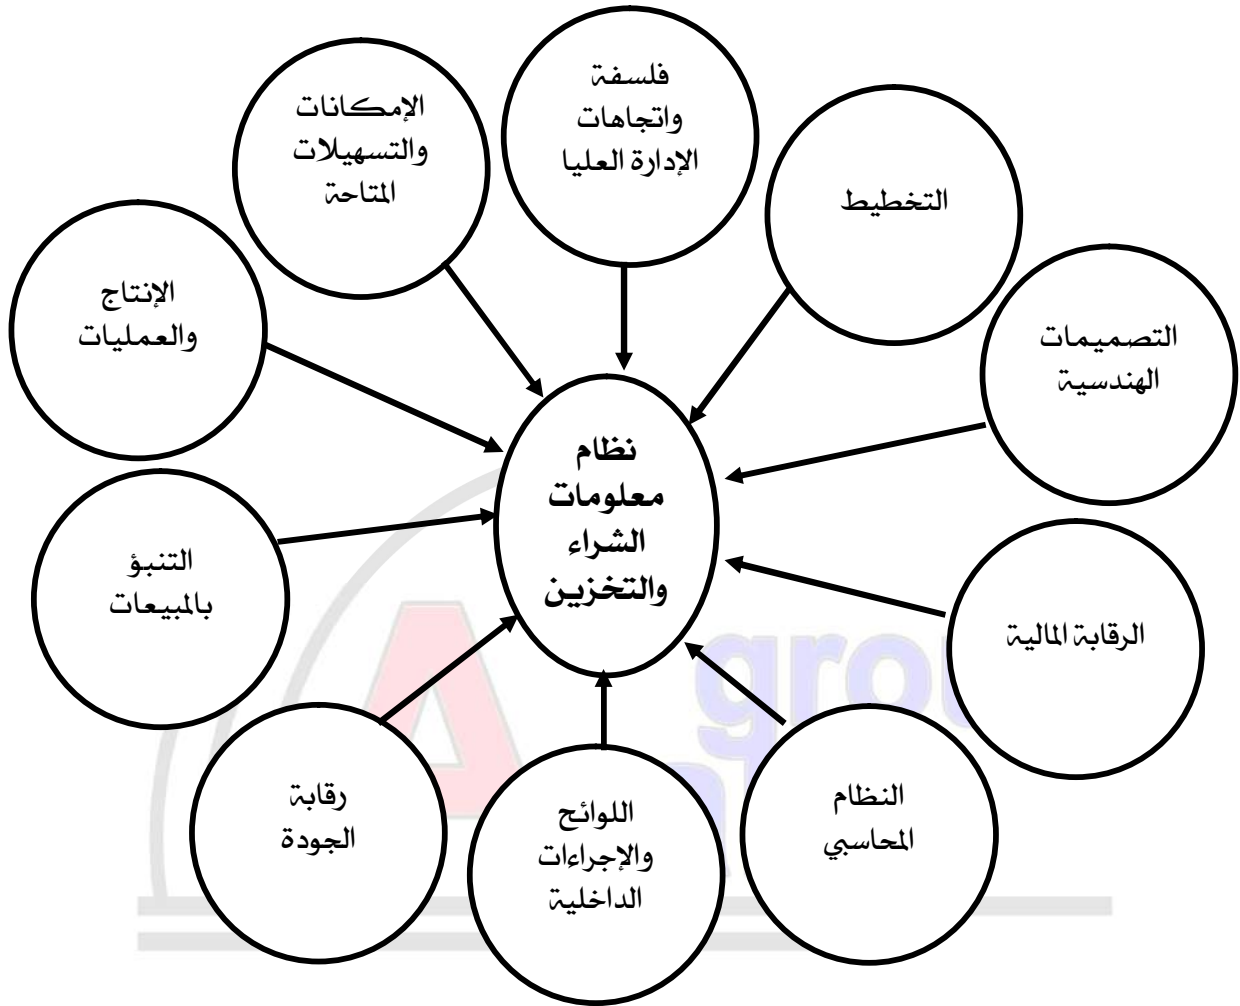 فلسفة
واتجاهات
الإدارة العليا
الإمكانات
والتسهيلات
المتاحة
التخطيط
الإنتاج
والعمليات
التصميمات
الهندسية
نظام
معلومات
الشراء
والتخزين
التنبؤ
بالمبيعات
الرقابة المالية
رقابة
الجودة
اللوائح
والإجراءات
الداخلية
النظام
المحاسبي